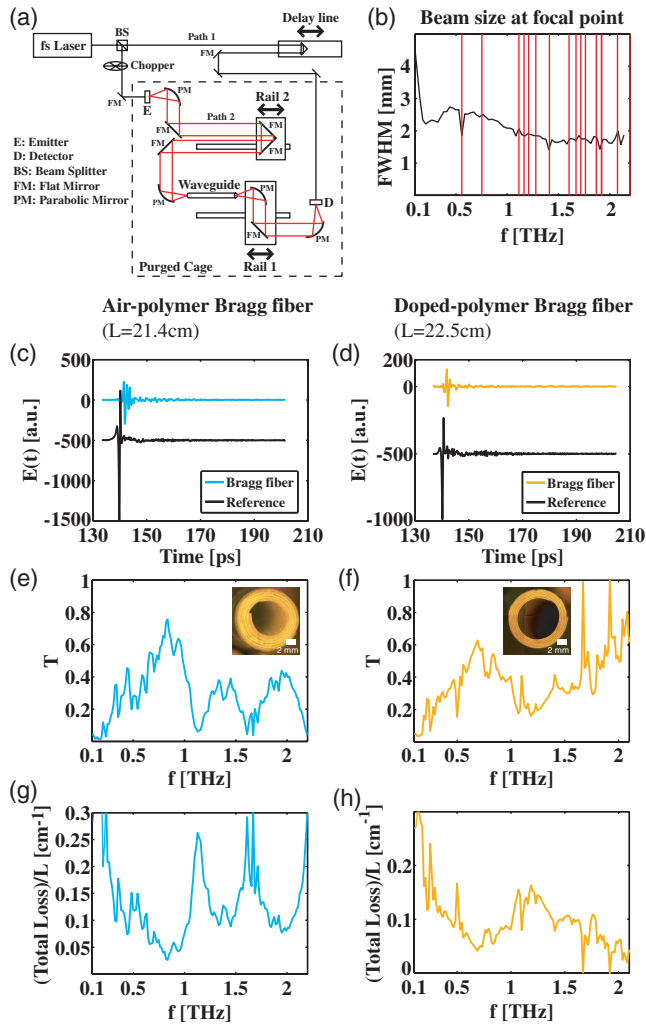 (a)
fs Laser
BS
Path 1
Delay line
FM
Chopper
FM
E
PM
Rail 2
FM
Path 2
FM
FM
FM
E: Emitter
D: Detector
BS: Beam Splitter
FM: Flat Mirror
PM: Parabolic Mirror
PM
Waveguide
PM
D
FM
PM
Rail 1
Purged Cage
(b) Beam size at focal point
FWHM [mm]
5
4
3
2
1
0.1 0.5 1 1.5 2
f [THz]
Air-polymer Bragg fiber
(L=21.4cm)
Doped-polymer Bragg fiber
(L=22.5cm)
(c)
E(t) [a.u.]
500
0
-500
-1000
-1500
Bragg fiber
Reference
130 150 170 190 210
Time [ps]
(d)
E(t) [a.u.]
200
0
-500
-1000
Bragg fiber
Reference
130 150 170 190 210
Time [ps]
(e)
T
1
0.8
0.6
0.4
0.2
2 mm
0.1 0.5 1 1.5 2
f [THz]
(f)
T
1
0.8
0.6
0.4
0.2
0
2 mm
0.1 0.5 1 1.5 2
f [THz]
(g)
(Total Loss)/L [cm-1]
0.3
0.25
0.2
0.15
0.1
0.05
0.1 0.5 1 1.5 2
f [THz]
(h)
(Total Loss)/L [cm-1]
0.3
0.2
0.1
0
0.1 0.5 1 1.5 2
f [THz]